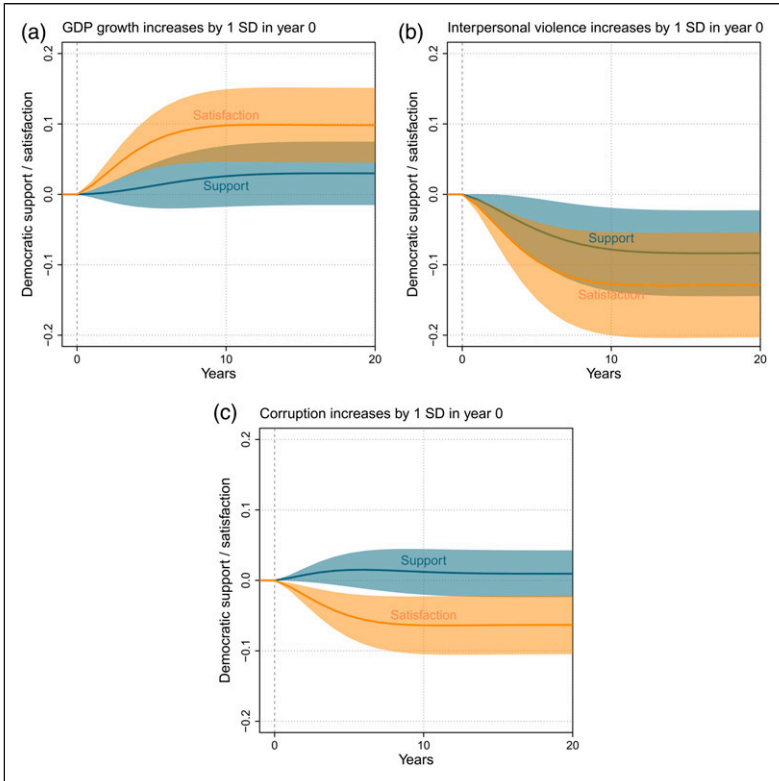 (a) GDP growth increases by 1 SD in year 0
Democratic support / satisfaction
0.2
0.1
0.0
−0.1
−0.2
Satisfaction
Support
0 10 20
Years
(b) Interpersonal violence increases by 1 SD in year 0
Democratic support / satisfaction
0.2
0.1
0.0
−0.1
−0.2
Support
Satisfaction
0 10 20
Years
(c) Corruption increases by 1 SD in year 0
Democratic support / satisfaction
0.2
0.1
0.0
−0.1
−0.2
Support
Satisfaction
0 10 20
Years